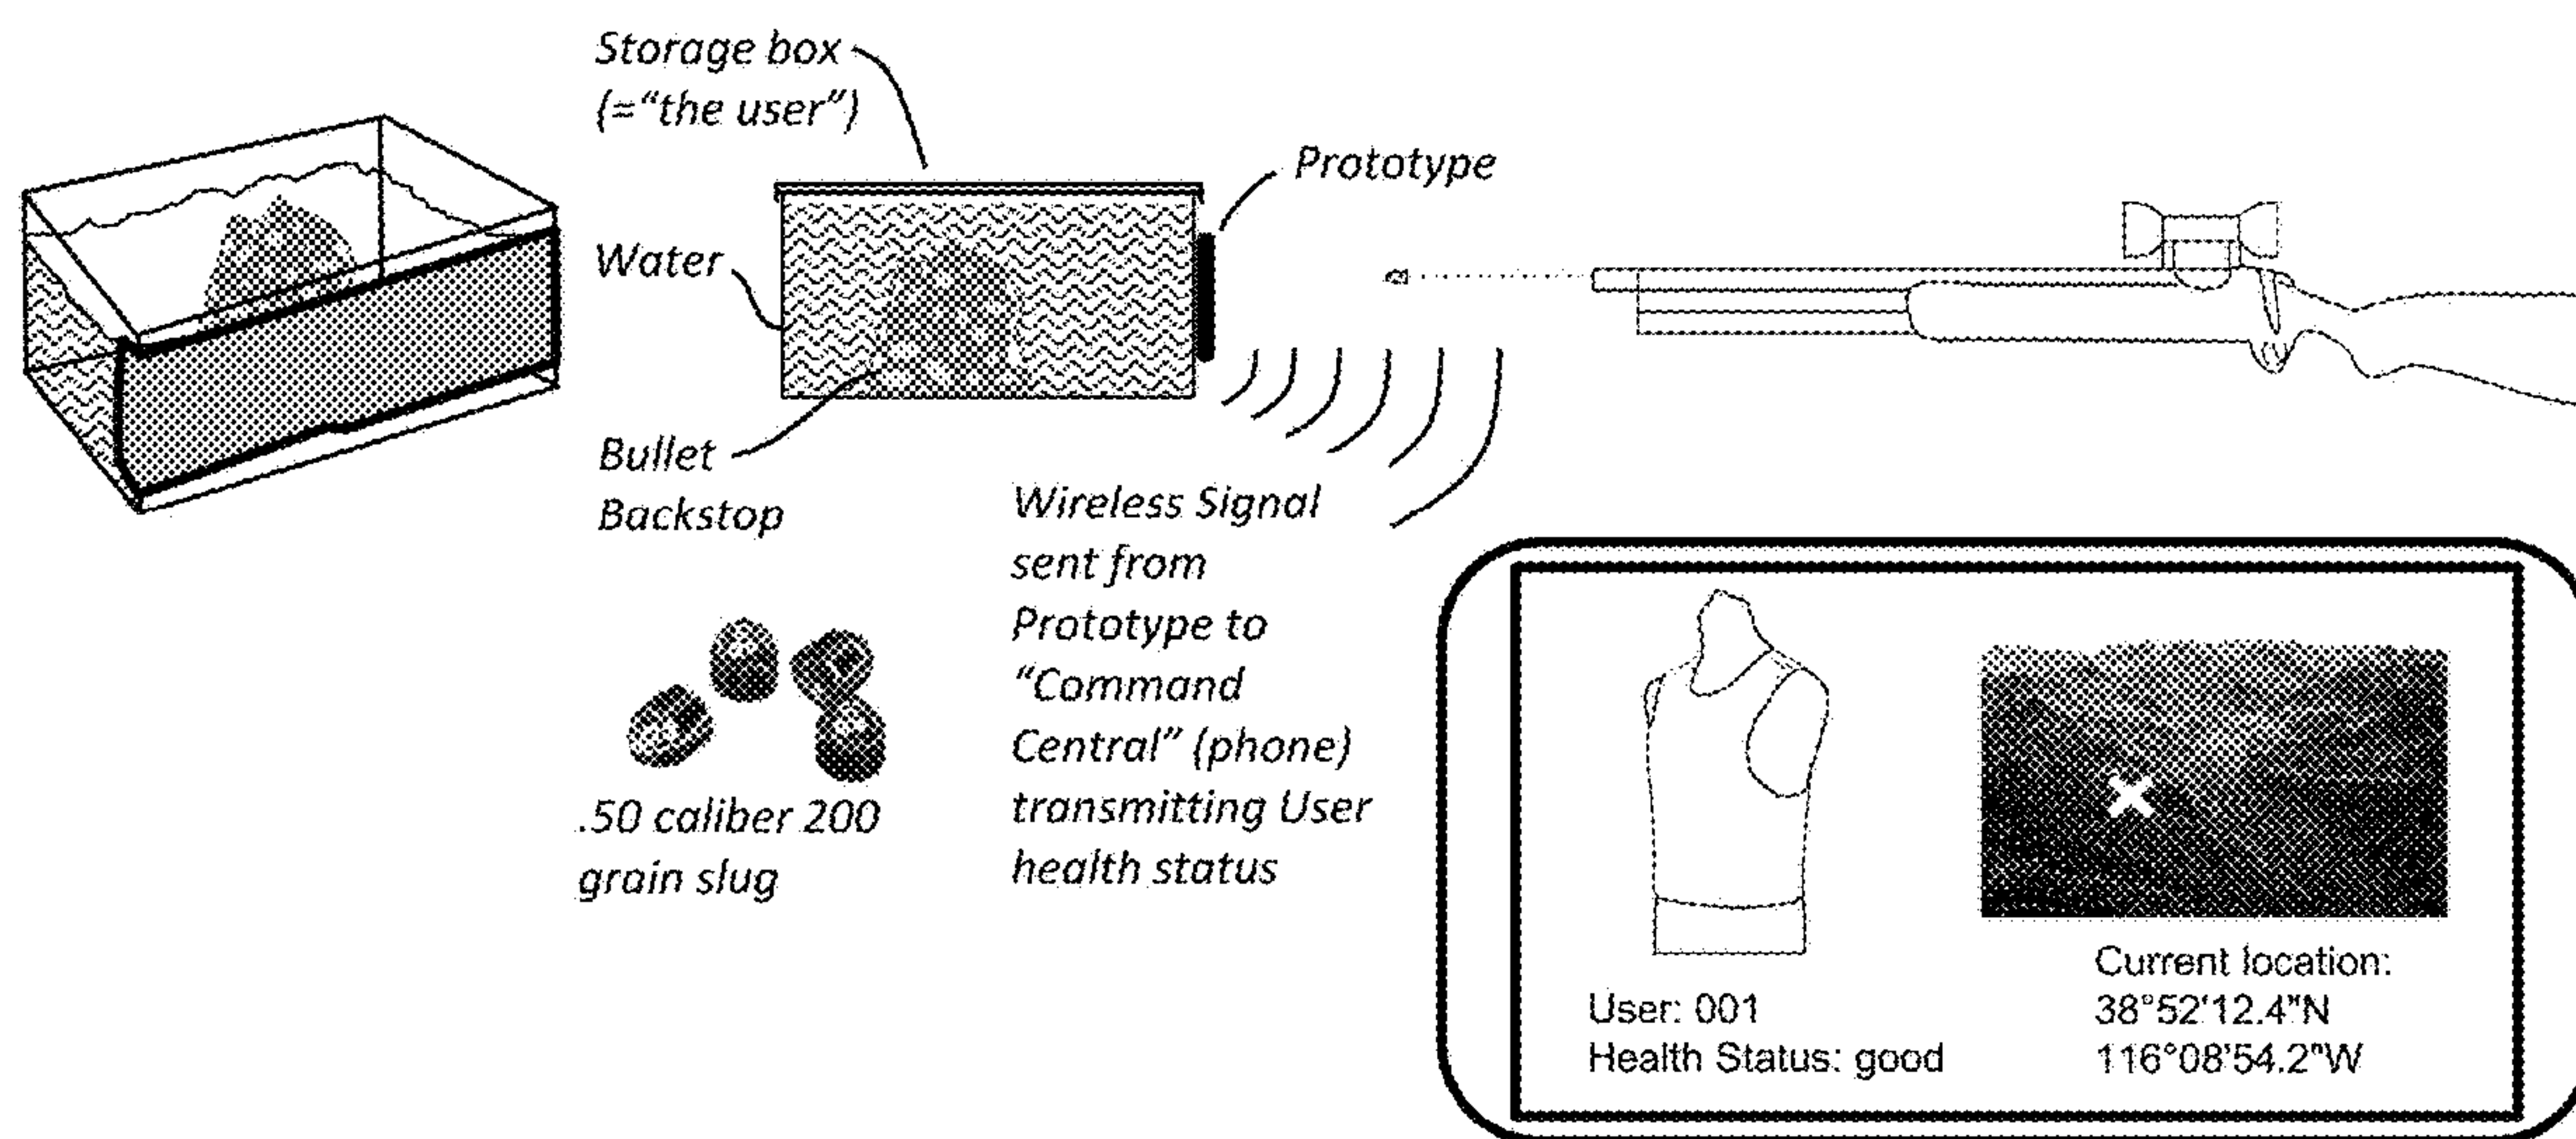 Storage box
(="the user")
Prototype
Water
Bullet
Backstop
Wireless Signal
sent from
Prototype to
"Command
Central" (phone)
transmitting User
health status
.50 caliber 200
grain slug
User: 001
Health Status: good
Current location:
38°52'12.4"N
116°08'54.2"W